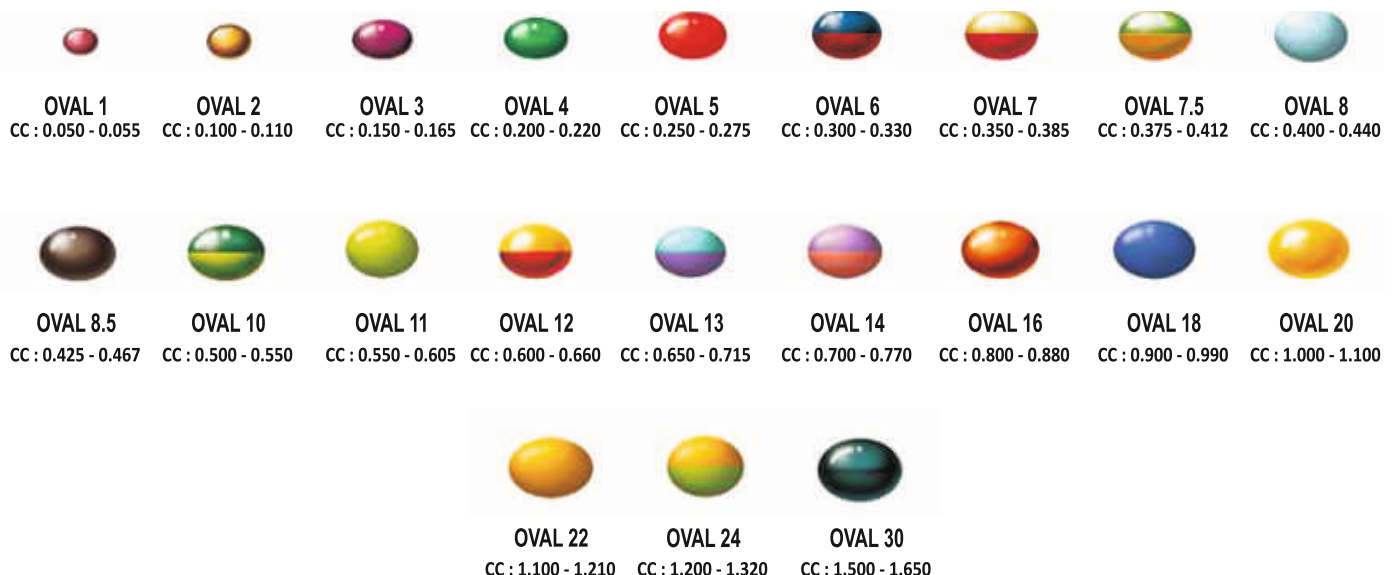 OVAL 1 OVAL 2 OVAL 3 OVAL 4 OVAL 5 OVAL 6 OVAL 7 OVAL 7.5 OVAL 8
CC : 0.050 - 0.055 CC : 0.100 - 0.110 CC : 0.150 - 0.165 CC : 0.200 - 0.220 CC : 0.250 - 0.275 CC : 0.300 - 0.330 CC : 0.350 - 0.385 CC : 0.375 - 0.412 CC : 0.400 - 0.440
OVAL 8.5 OVAL 10 OVAL 11 OVAL 12 OVAL 13 OVAL 14 OVAL 16 OVAL 18 OVAL 20
CC : 0.425 - 0.467 CC : 0.500 - 0.550 CC : 0.550 - 0.605 CC : 0.600 - 0.660 CC : 0.650 - 0.715 CC : 0.700 - 0.770 CC : 0.800 - 0.880 CC : 0.900 - 0.990 CC : 1.000 - 1.100
OVAL 22 OVAL 24 OVAL 30
CC : 1.100 - 1.210 CC : 1.200 - 1.320 CC : 1.500 - 1.650